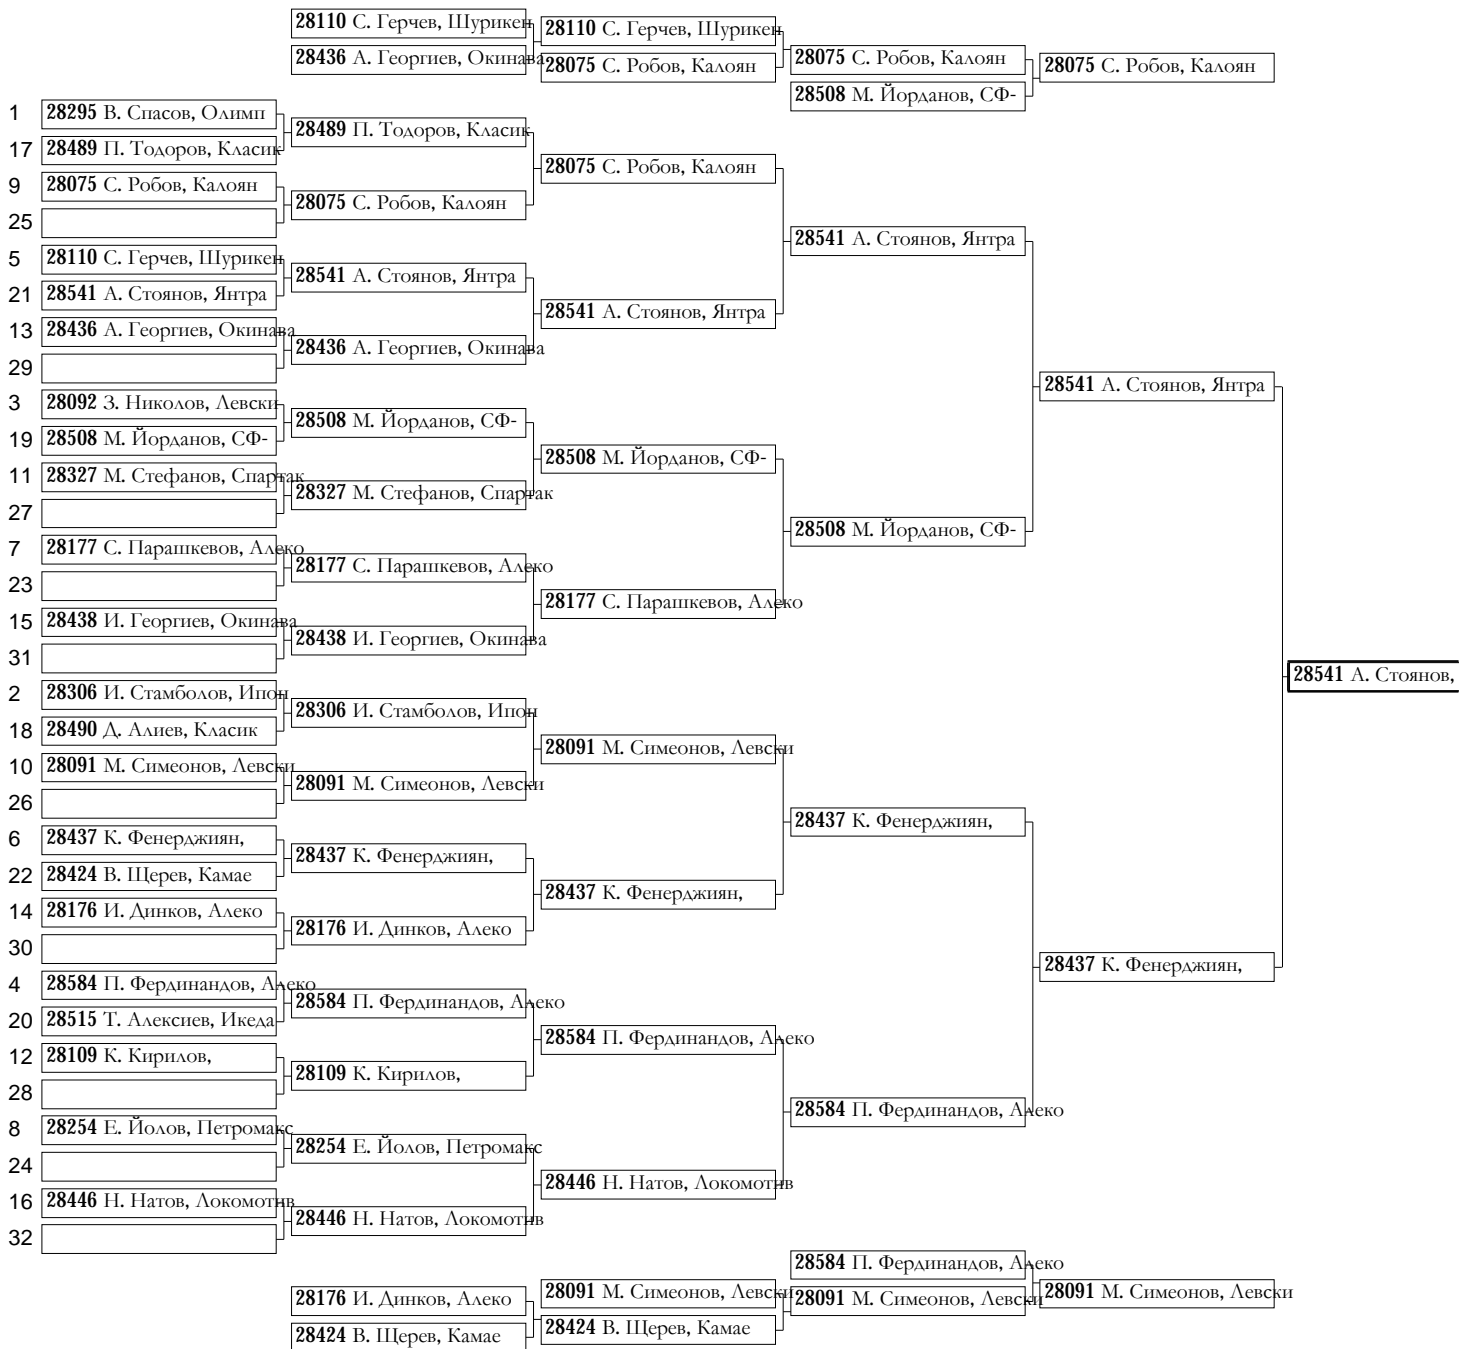 28110 С. Герчев, Шурикен
28436 А. Георгиев, Окинава
28110 С. Герчев, Шурикен
28075 С. Робов, Калоян
28075 С. Робов, Калоян
28508 М. Йорданов, СФ-
28075 С. Робов, Калоян
1 28295 В. Спасов, Олимп
17 28489 П. Тодоров, Класик
9 28075 С. Робов, Калоян
25
5 28110 С. Герчев, Шурикен
21 28541 А. Стоянов, Янтра
13 28436 А. Георгиев, Окинава
29
3 28092 З. Николов, Левски
19 28508 М. Йорданов, СФ-
11 28327 М. Стефанов, Спартак
27
7 28177 С. Парашкевов, Алеко
23
15 28438 И. Георгиев, Окинава
31
2 28306 И. Стамболов, Ипон
18 28490 Д. Алиев, Класик
10 28091 М. Симеонов, Левски
26
6 28437 К. Фенерджиян,
22 28424 В. Щерев, Камае
14 28176 И. Динков, Алеко
30
4 28584 П. Фердинандов, Алеко
20 28515 Т. Алексиев, Икеда
12 28109 К. Кирилов,
28
8 28254 Е. Йолов, Петромакс
24
16 28446 Н. Натов, Локомотив
32
28489 П. Тодоров, Класик
28075 С. Робов, Калоян
28541 А. Стоянов, Янтра
28436 А. Георгиев, Окинава
28508 М. Йорданов, СФ-
28327 М. Стефанов, Спартак
28177 С. Парашкевов, Алеко
28438 И. Георгиев, Окинава
28306 И. Стамболов, Ипон
28091 М. Симеонов, Левски
28437 К. Фенерджиян,
28176 И. Динков, Алеко
28584 П. Фердинандов, Алеко
28109 К. Кирилов,
28254 Е. Йолов, Петромакс
28446 Н. Натов, Локомотив
28075 С. Робов, Калоян
28541 А. Стоянов, Янтра
28508 М. Йорданов, СФ-
28177 С. Парашкевов, Алеко
28091 М. Симеонов, Левски
28437 К. Фенерджиян,
28584 П. Фердинандов, Алеко
28446 Н. Натов, Локомотив
28541 А. Стоянов, Янтра
28508 М. Йорданов, СФ-
28437 К. Фенерджиян,
28584 П. Фердинандов, Алеко
28541 А. Стоянов, Янтра
28437 К. Фенерджиян,
28541 А. Стоянов,
28176 И. Динков, Алеко
28424 В. Щерев, Камае
28091 М. Симеонов, Левски
28424 В. Щерев, Камае
28584 П. Фердинандов, Алеко
28091 М. Симеонов, Левски
28091 М. Симеонов, Левски